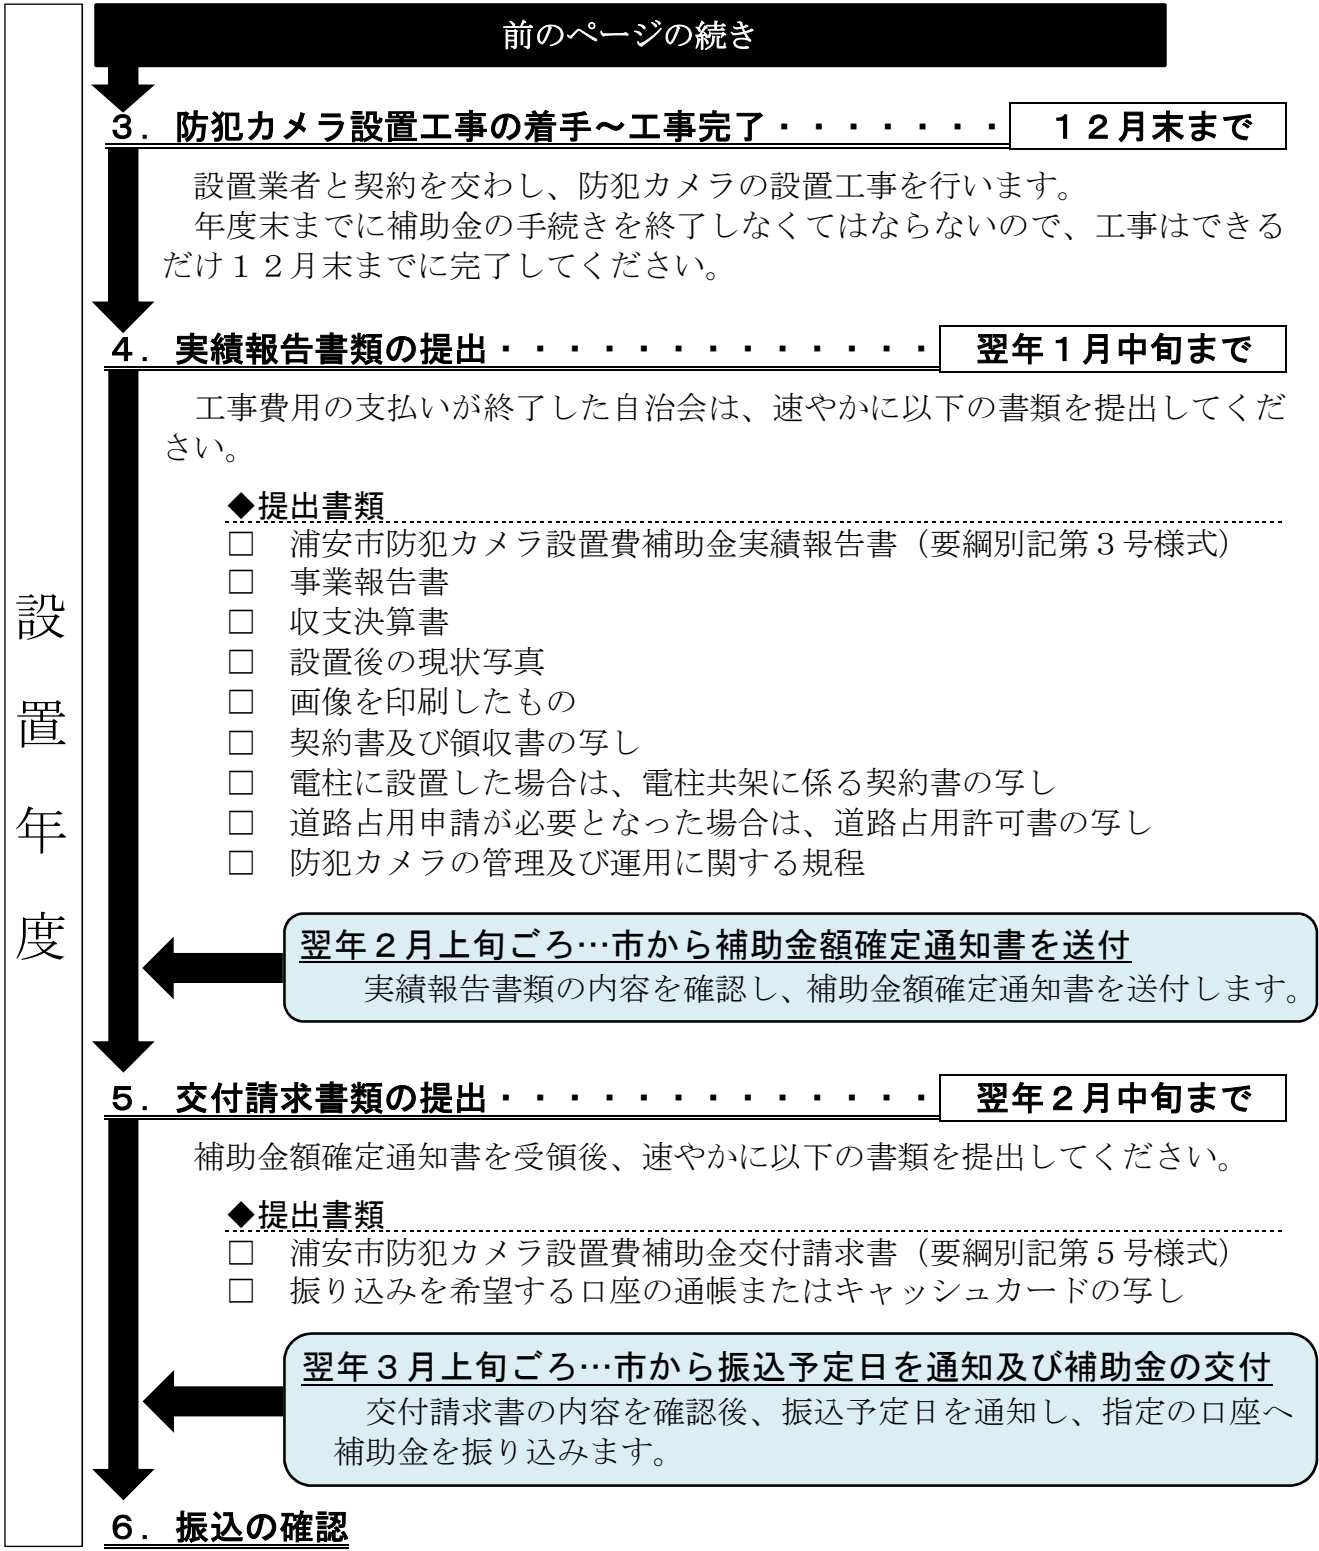 前のページの続き
３．防犯カメラ設置工事の着手～工事完了・・・・・・・ １２月末まで
設置業者と契約を交わし、防犯カメラの設置工事を行います。
年度末までに補助金の手続きを終了しなくてはならないので、工事はできる
だけ１２月末までに完了してください。
４．実績報告書類の提出・・・・・・・・・・・・・ 翌年１月中旬まで
工事費用の支払いが終了した自治会は、速やかに以下の書類を提出してくだ
さい。
◆提出書類
□　浦安市防犯カメラ設置費補助金実績報告書（要綱別記第３号様式）
□　事業報告書
□　収支決算書
□　設置後の現状写真
□　画像を印刷したもの
□　契約書及び領収書の写し
□　電柱に設置した場合は、電柱共架に係る契約書の写し
□　道路占用申請が必要となった場合は、道路占用許可書の写し
□　防犯カメラの管理及び運用に関する規程
設置年度
翌年２月上旬ごろ…市から補助金額確定通知書を送付
実績報告書類の内容を確認し、補助金額確定通知書を送付します。
５．交付請求書類の提出・・・・・・・・・・・・・ 翌年２月中旬まで
補助金額確定通知書を受領後、速やかに以下の書類を提出してください。
◆提出書類
□　浦安市防犯カメラ設置費補助金交付請求書（要綱別記第５号様式）
□　振り込みを希望する口座の通帳またはキャッシュカードの写し
翌年３月上旬ごろ…市から振込予定日を通知及び補助金の交付
交付請求書の内容を確認後、振込予定日を通知し、指定の口座へ
補助金を振り込みます。
６．振込の確認